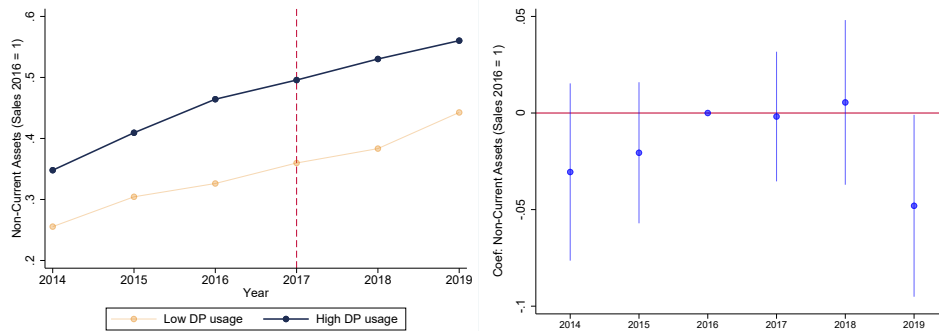 Non-Current Assets (Sales 2016 = 1)
.6
.5
.4
.3
.2
2014 2015 2016 2017 2018 2019
Year
Low DP usage High DP usage
Coef: Non-Current Assets (Sales 2016 = 1)
.05
0
-.05
-.1
2014 2015 2016 2017 2018 2019